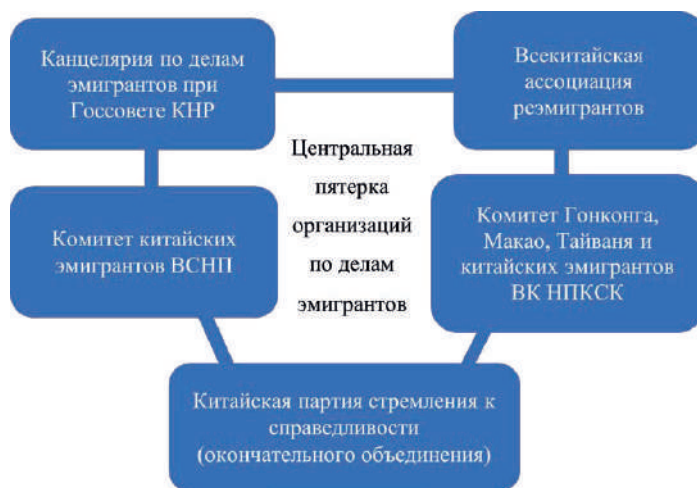 Канцелярия по делам
эмигрантов при
Госсовете КНР
Всекитайская
ассоциация
реэмигрантов
Центральная
пятерка
организаций
по делам
эмигрантов
Комитет китайских
эмигрантов ВСНП
Комитет Гонконга,
Макао, Тайваня и
китайских эмигрантов
ВК НПКСК
Китайская партия стремления к
справедливости
(окончательного объединения)